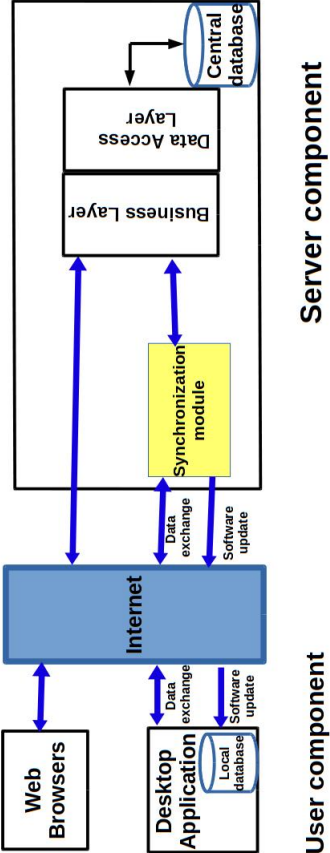 Central
database
Data Access
Layer
Business Layer
Server component
Synchronization
module
Data
exchange
Software
update
Internet
Data
exchange
Software
update
User component
Web
Browsers
Desktop
Application
Local
database